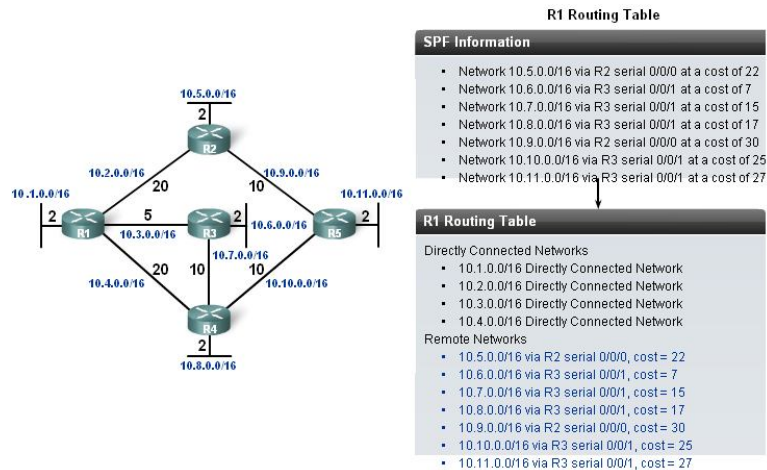 R1 Routing Table
SPF Information
▪ Network 10.5.0.0/16 via R2 serial 0/0/0 at a cost of 22
▪ Network 10.6.0.0/16 via R3 serial 0/0/1 at a cost of 7
▪ Network 10.7.0.0/16 via R3 serial 0/0/1 at a cost of 15
▪ Network 10.8.0.0/16 via R3 serial 0/0/1 at a cost of 17
▪ Network 10.9.0.0/16 via R2 serial 0/0/0 at a cost of 30
▪ Network 10.10.0.0/16 via R3 serial 0/0/1 at a cost of 25
▪ Network 10.11.0.0/16 via R3 serial 0/0/1 at a cost of 27
R1 Routing Table
Directly Connected Networks
▪ 10.1.0.0/16 Directly Connected Network
▪ 10.2.0.0/16 Directly Connected Network
▪ 10.3.0.0/16 Directly Connected Network
▪ 10.4.0.0/16 Directly Connected Network
Remote Networks
▪ 10.5.0.0/16 via R2 serial 0/0/0, cost = 22
▪ 10.6.0.0/16 via R3 serial 0/0/1, cost = 7
▪ 10.7.0.0/16 via R3 serial 0/0/1, cost = 15
▪ 10.8.0.0/16 via R3 serial 0/0/1, cost = 17
▪ 10.9.0.0/16 via R2 serial 0/0/0, cost = 30
▪ 10.10.0.0/16 via R3 serial 0/0/1, cost = 25
▪ 10.11.0.0/16 via R3 serial 0/0/1, cost = 27
10.5.0.0/16
2
R2
10.2.0.0/16
20
10.9.0.0/16
10
10.1.0.0/16
2
R1
5
10.3.0.0/16
R3
2
10.6.0.0/16
10.11.0.0/16
R5
2
10.7.0.0/16
10
20
10.4.0.0/16
10
10.10.0.0/16
R4
2
10.8.0.0/16